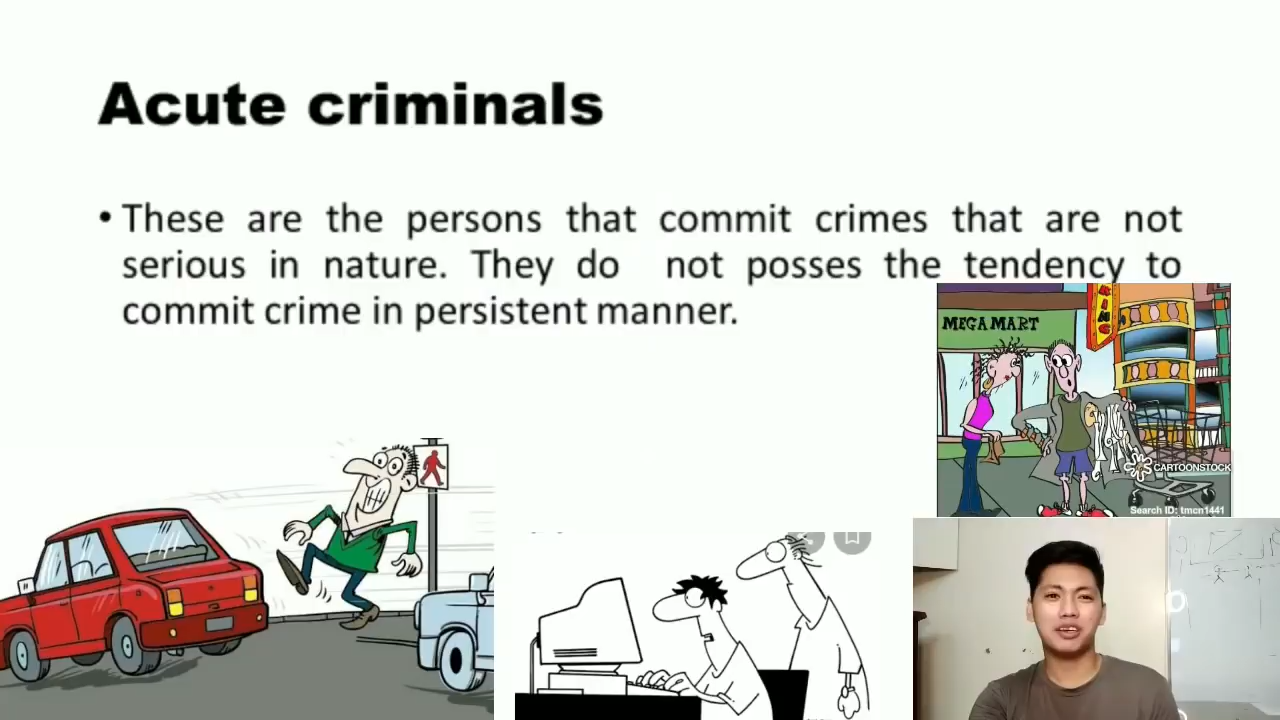 Acute criminals
• These are the persons that commit crimes that are not
serious in nature. They do not posses the tendency to
commit crime in persistent manner.
MEGA MART
KING
CARTOONSTOCK
Search ID: tmcn1441